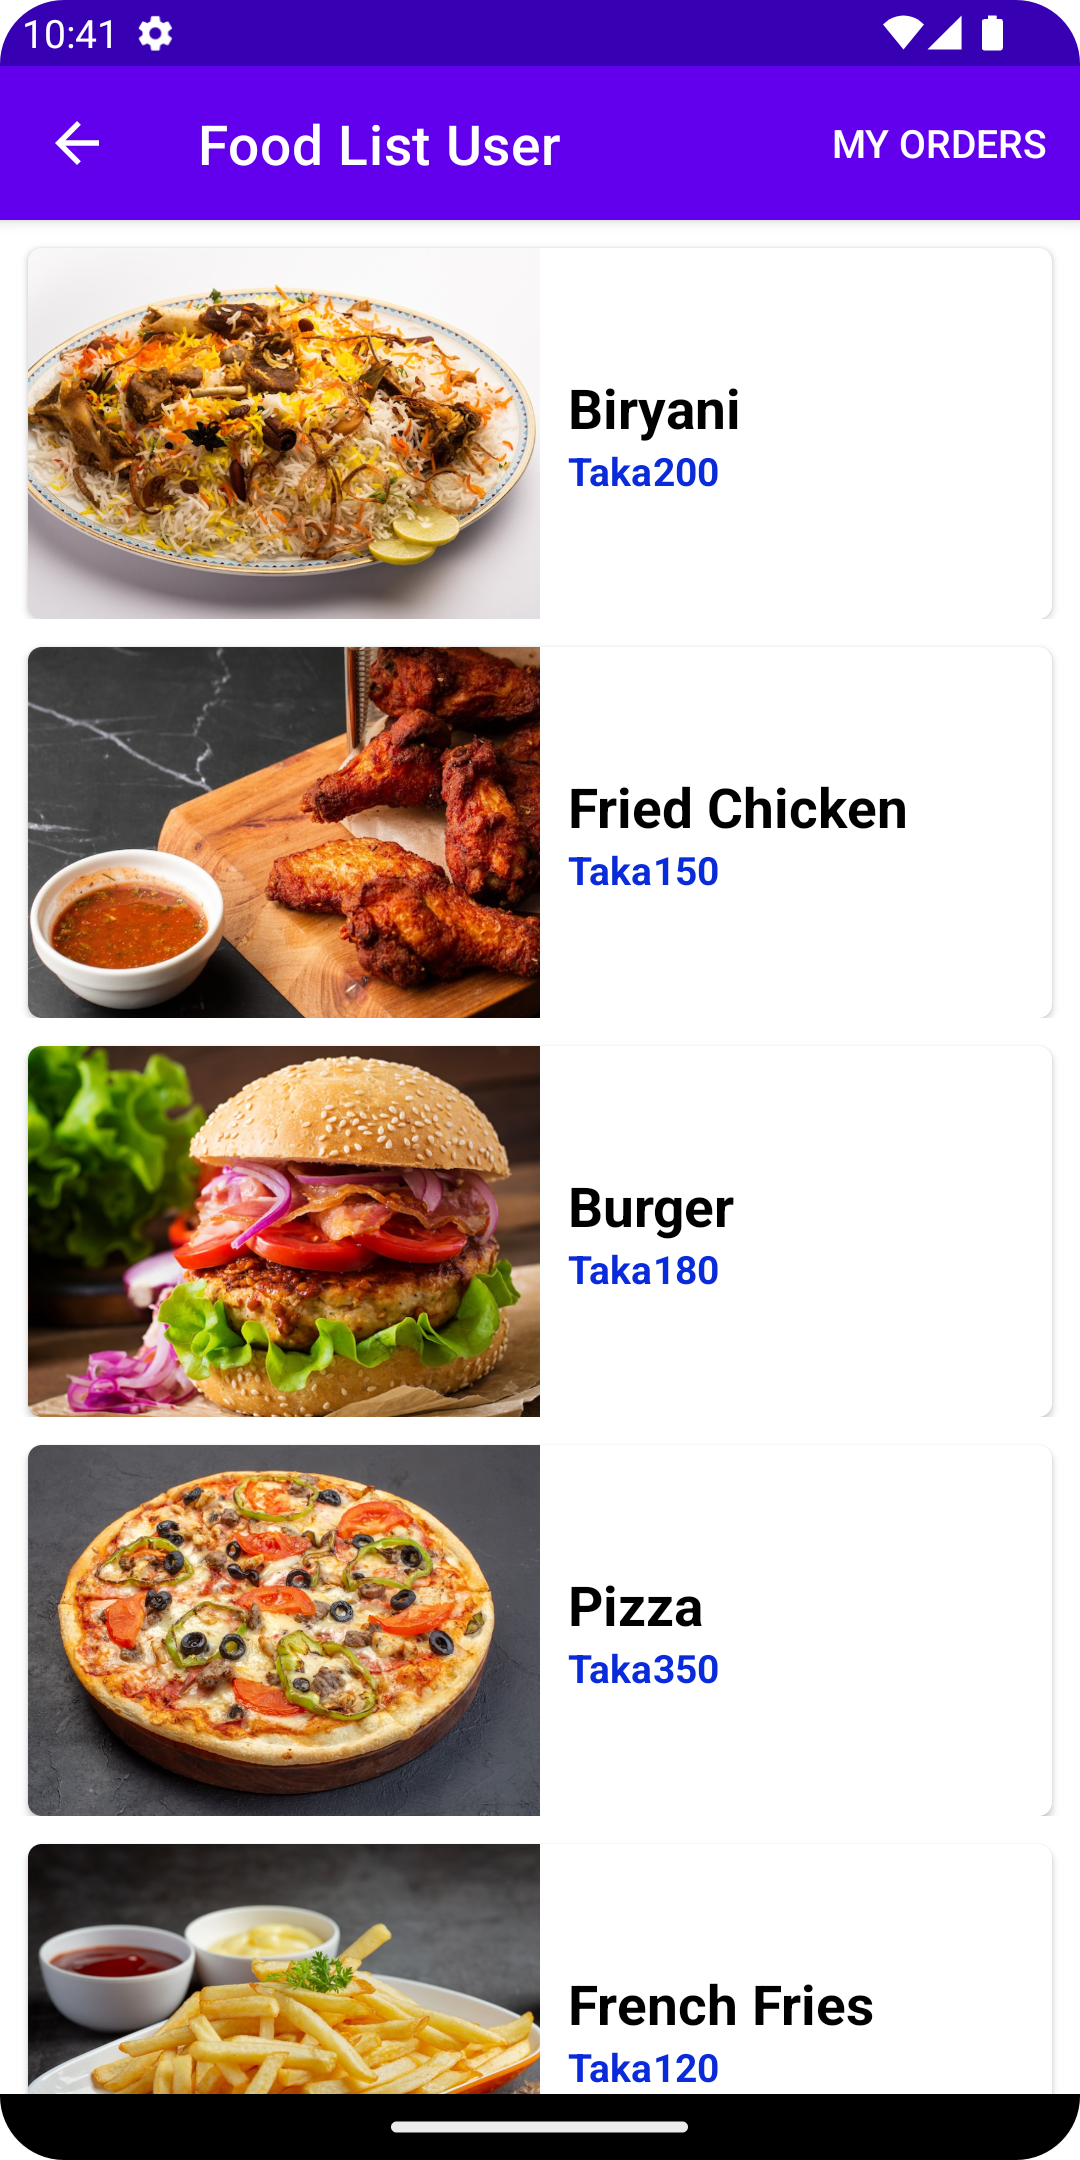 10:41
Food List User
MY ORDERS
Biryani
Taka200
Fried Chicken
Taka150
Burger
Taka180
Pizza
Taka350
French Fries
Taka120